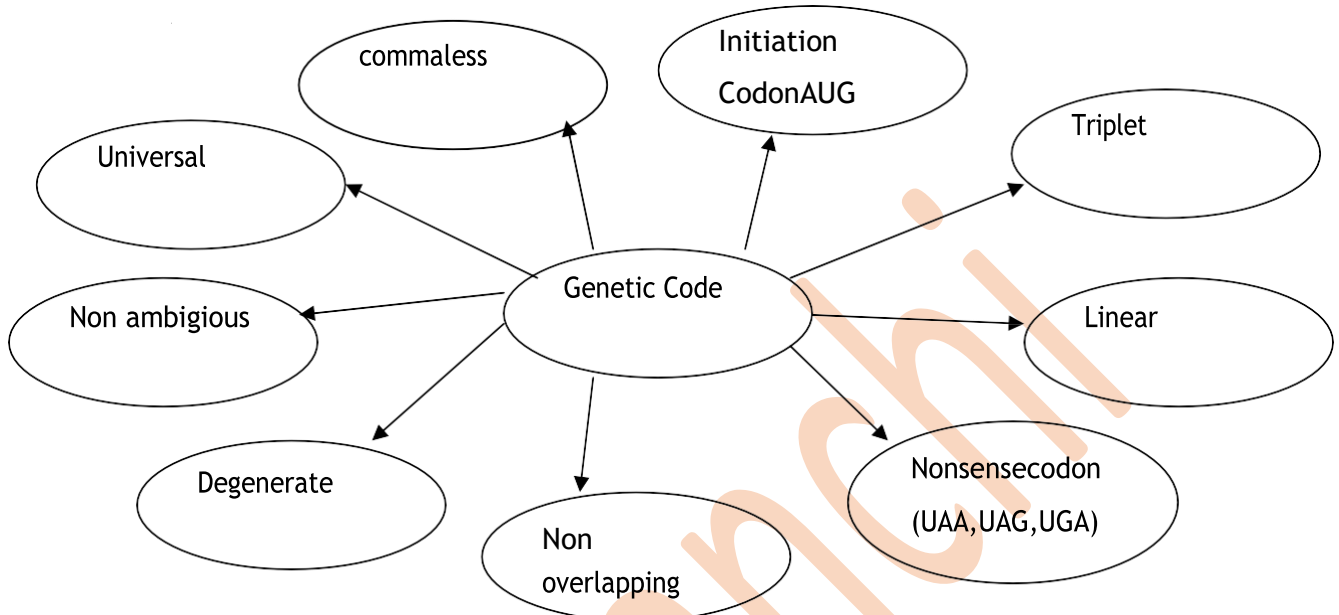 commaless
Initiation
CodonAUG
Triplet
Universal
Genetic Code
Non ambigious
Linear
Degenerate
Nonsensecodon
(UAA,UAG,UGA)
Non
overlapping